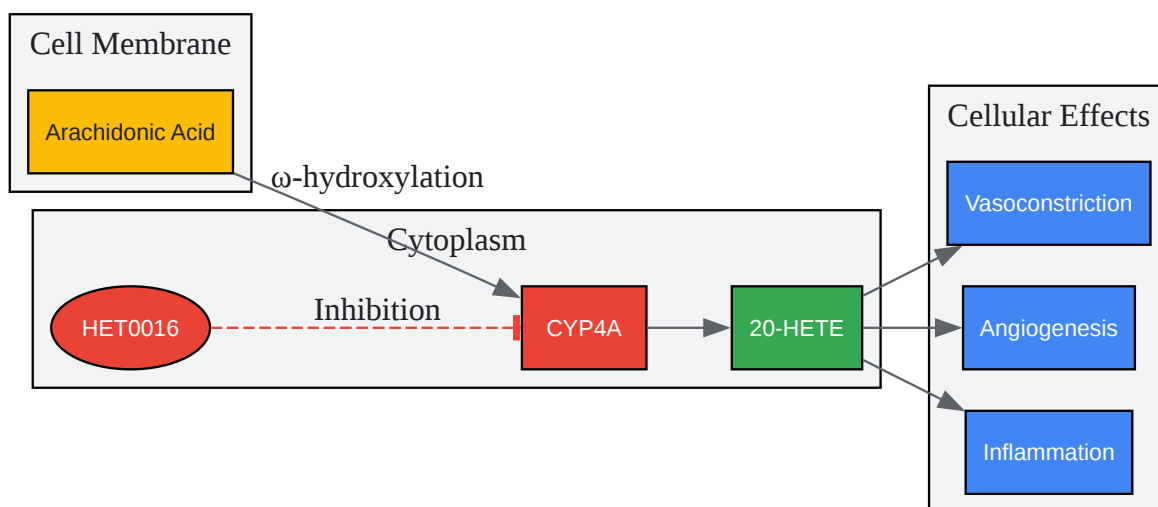 Cell Membrane
Arachidonic Acid
ω-hydroxylation
Cytoplasm
HET0016
Inhibition
CYP4A
20-HETE
Cellular Effects
Vasoconstriction
Angiogenesis
Inflammation